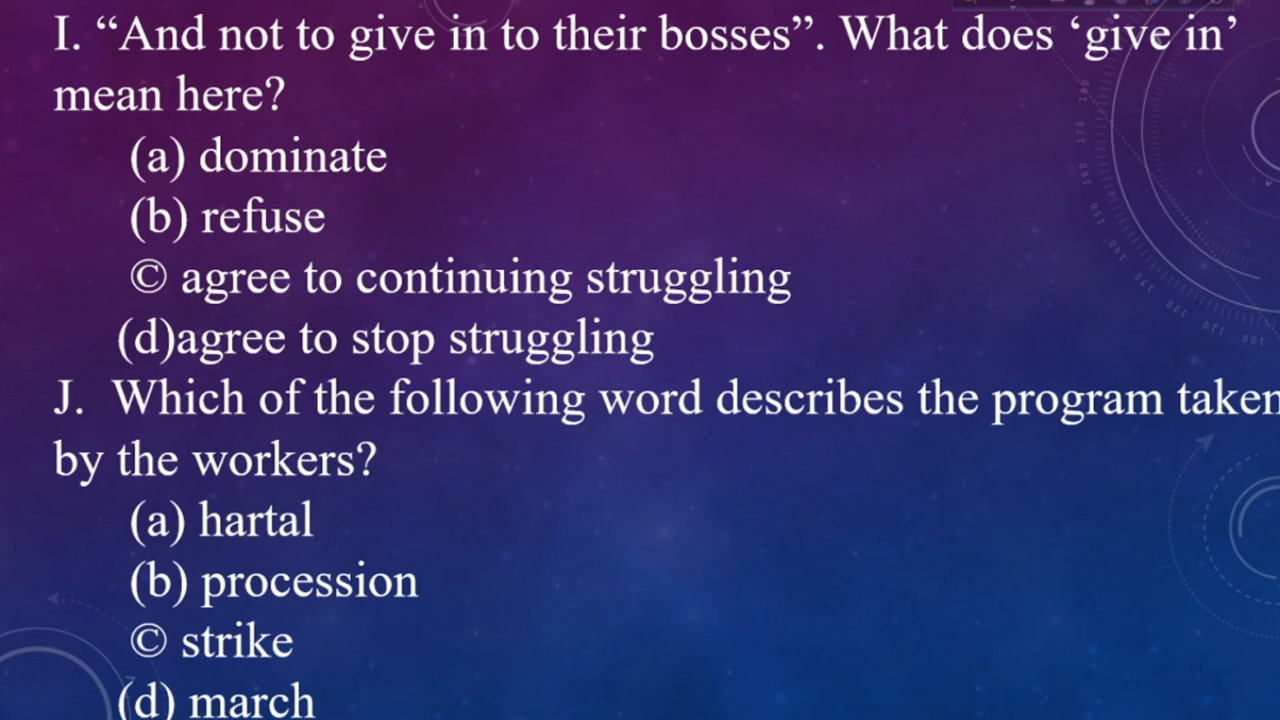 I. “And not to give in to their bosses”. What does ‘give in’
mean here?
(a) dominate
(b) refuse
© agree to continuing struggling
(d)agree to stop struggling
J. Which of the following word describes the program taken
by the workers?
(a) hartal
(b) procession
© strike
(d) march